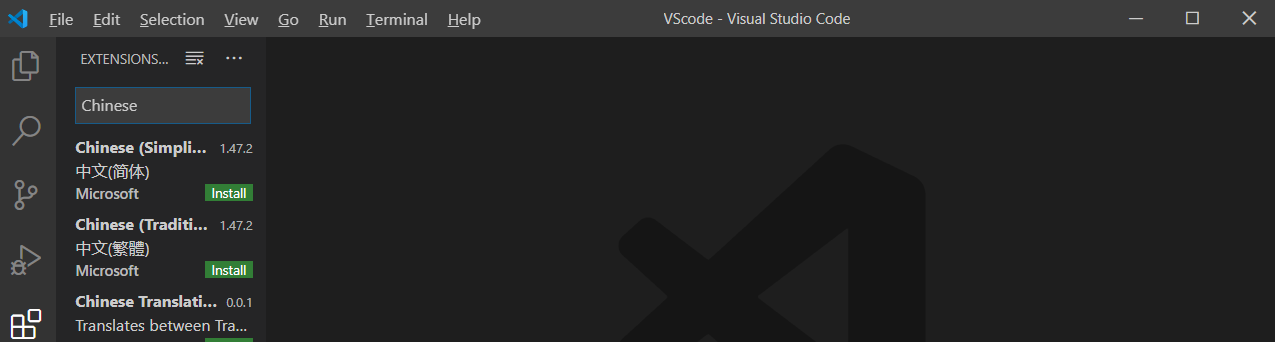 File Edit Selection View Go Run Terminal Help VScode - Visual Studio Code
EXTENSIONS...
Chinese
Chinese (Simpli... 1.47.2
中文(简体)
Microsoft Install
Chinese (Traditi... 1.47.2
中文(繁體)
Microsoft Install
Chinese Translati... 0.0.1
Translates between Tra...